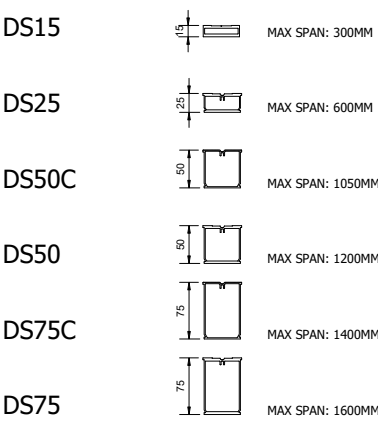 DS15 15 MAX SPAN: 300MM
DS25 25 MAX SPAN: 600MM
DS50C 50 MAX SPAN: 1050MM
DS50 50 MAX SPAN: 1200MM
DS75C 75 MAX SPAN: 1400MM
DS75 75 MAX SPAN: 1600MM